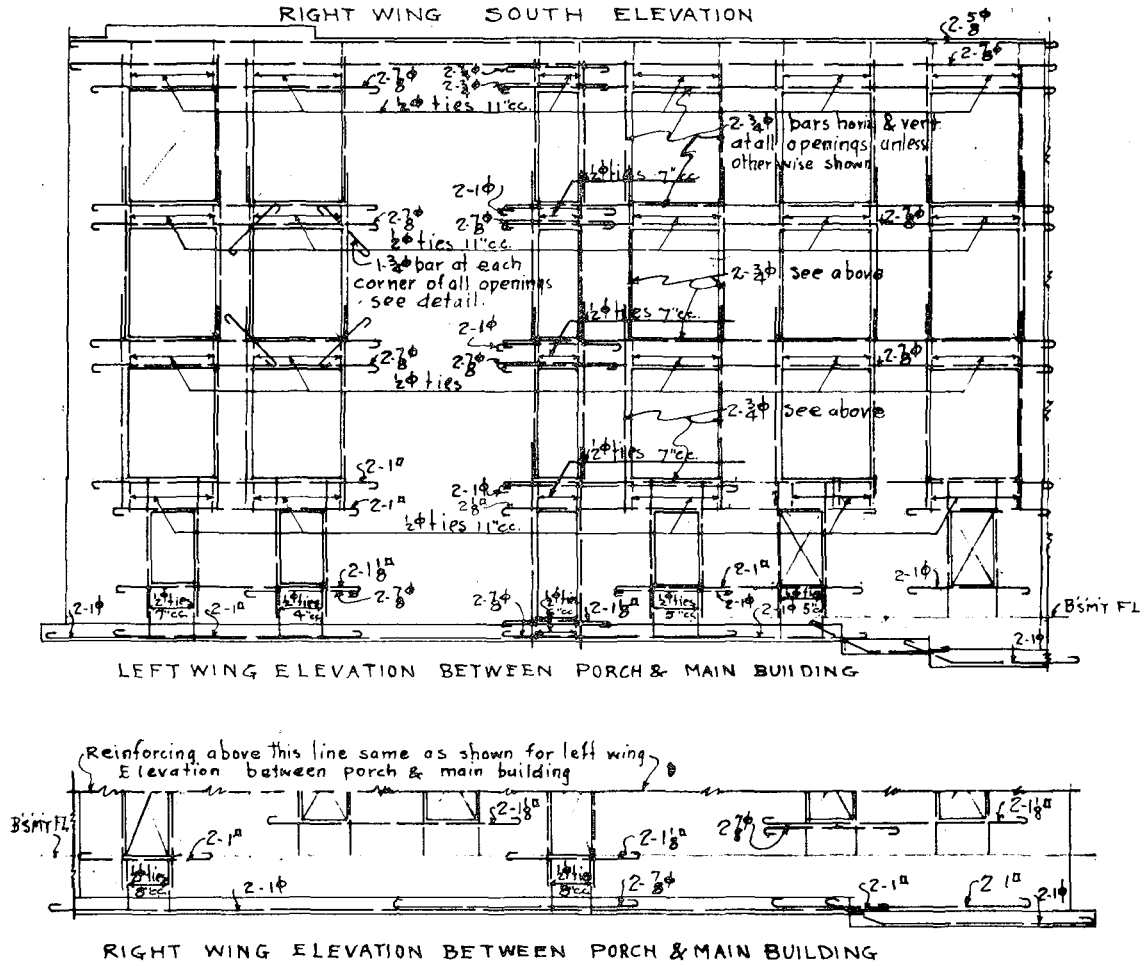 RIGHT WING SOUTH ELEVATION
2-5/8ϕ
2-7/8ϕ
2-7/8ϕ
2-7/8ϕ
2-3/4ϕ
1/2ϕ ties 11"cc.
2-3/4ϕ bars horiz & vert
at all openings unless
otherwise shown
1/2ϕ ties 7"cc.
2-1ϕ
2-7/8ϕ
2-7/8ϕ
2-7/8ϕ
1/2ϕ ties 11"cc.
1-3/4ϕ bar at each
corner of all openings
see detail.
2-3/4ϕ see above
1/2ϕ ties 7"cc.
2-1ϕ
2-7/8ϕ
2-7/8ϕ
2-7/8ϕ
1/2ϕ ties
2-3/4ϕ see above
1/2ϕ ties 7"cc.
2-1¤
2-1ϕ
2-1¤
2 1/8¤
1/2ϕ ties 11"cc.
2-1 1/8¤
2-7/8ϕ
2-1¤
2-1ϕ
2-1ϕ
1/2ϕ ties
7"cc.
2-1¤
1/2ϕ ties
4"cc.
2-7/8ϕ
1/2ϕ ties
2-1 1/8¤
1/2ϕ ties
5"cc.
2-1ϕ
2-1ϕ 5"cc.
B'SM'T FL
2-1ϕ
LEFT WING ELEVATION BETWEEN PORCH & MAIN BUILDING
Reinforcing above this line same as shown for left wing
Elevation between porch & main building
B'SM'T FL
2-1¤
2-1 1/8¤
2-1 1/8¤
2-7/8ϕ
2-1 1/8¤
1/2ϕ ties
8"cc.
2-1ϕ
1/2ϕ ties
8"cc.
2-7/8ϕ
2-1¤
2 1¤
2-1ϕ
RIGHT WING ELEVATION BETWEEN PORCH & MAIN BUILDING